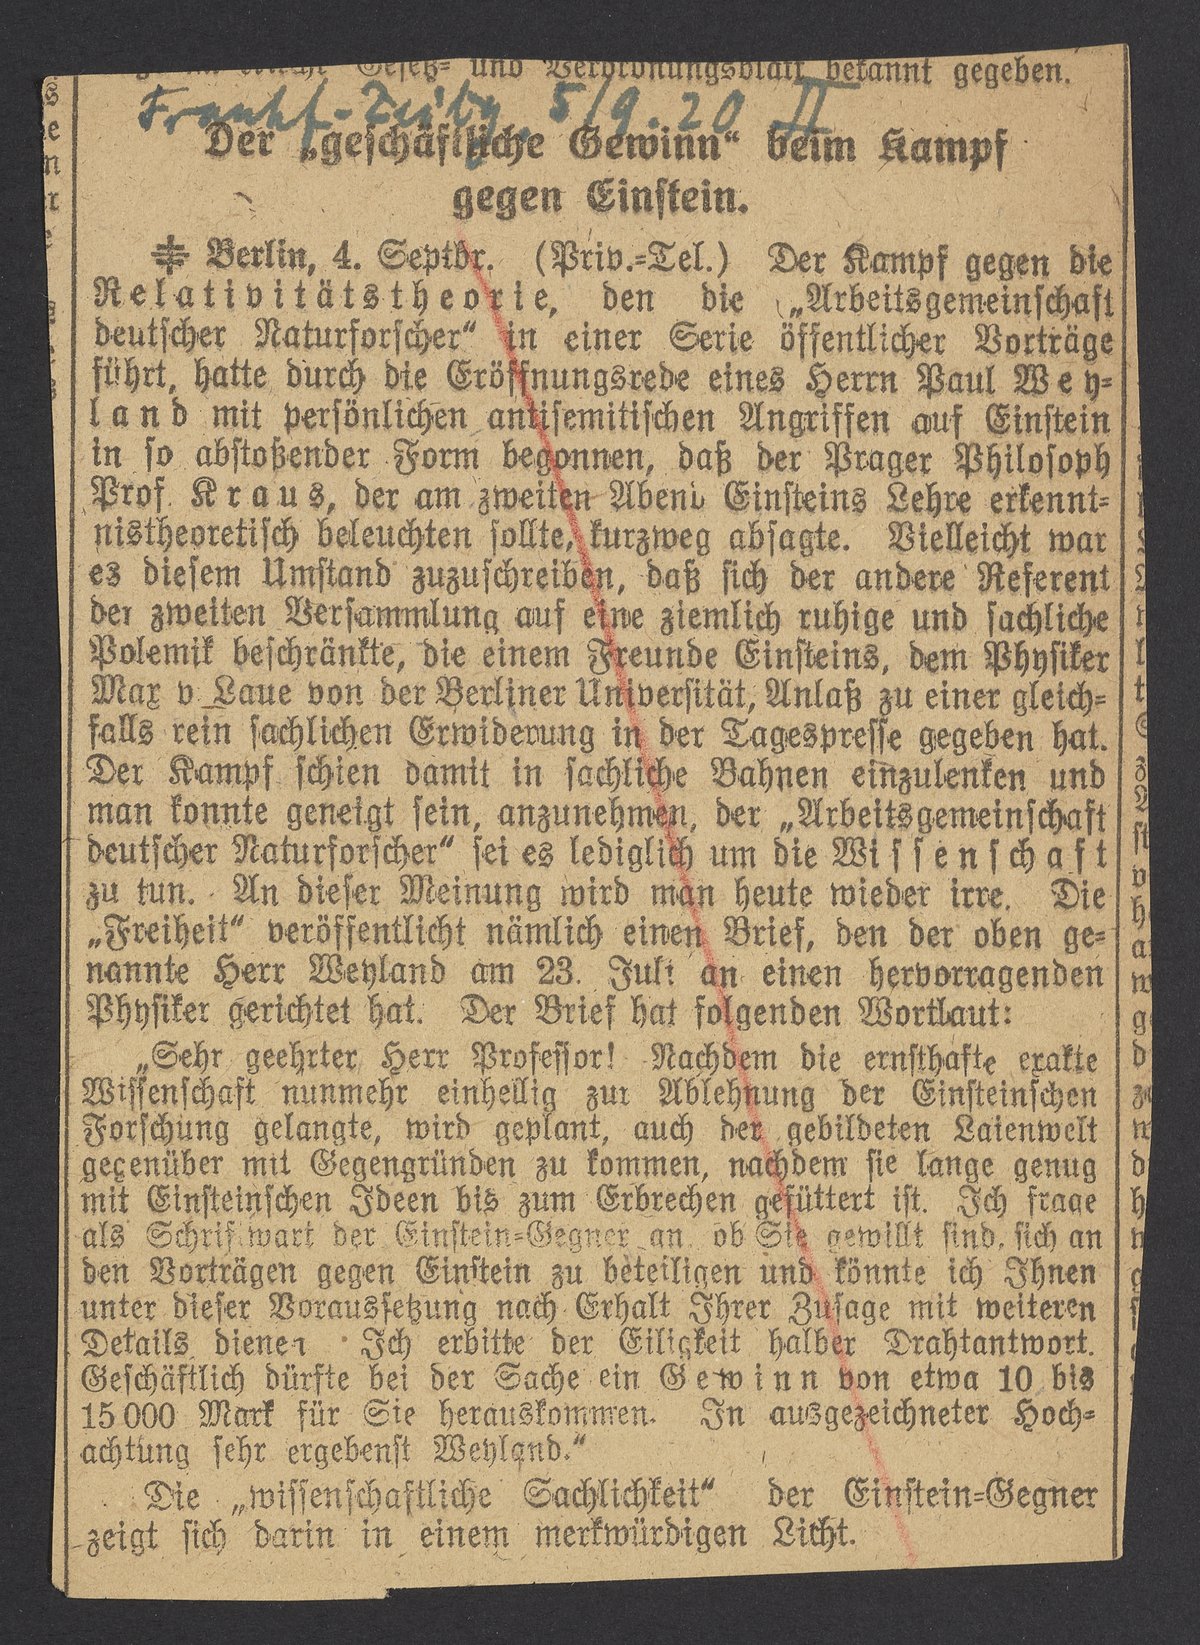 Gesetz= und Verordnungsblatt bekannt gegeben.
Frankf.-Zeitg. 5/9.20 II
Der „geschäftliche Gewinn“ beim Kampf
gegen Einstein.
Berlin, 4. Septbr. (Priv.=Tel.) Der Kampf gegen die
Relativitätstheorie, den die „Arbeitsgemeinschaft
deutscher Naturforscher“ in einer Serie öffentlicher Vorträge
führt, hatte durch die Eröffnungsrede eines Herrn Paul Wey=
land mit persönlichen antisemitischen Angriffen auf Einstein
in so abstoßender Form begonnen, daß der Prager Philosoph
Prof. Kraus, der am zweiten Abend Einsteins Lehre erkennt=
nistheoretisch beleuchten sollte, kurzweg absagte. Vielleicht war
es diesem Umstand zuzuschreiben, daß sich der andere Referent
der zweiten Versammlung auf eine ziemlich ruhige und sachliche
Polemik beschränkte, die einem Freunde Einsteins, dem Physiker
Max v. Laue von der Berliner Universität, Anlaß zu einer gleich=
falls rein sachlichen Erwiderung in der Tagespresse gegeben hat.
Der Kampf schien damit in sachliche Bahnen einzulenken und
man konnte geneigt sein, anzunehmen, der „Arbeitsgemeinschaft
deutscher Naturforscher“ sei es lediglich um die Wissenschaft
zu tun. An dieser Meinung wird man heute wieder irre. Die
„Freiheit“ veröffentlicht nämlich einen Brief, den der oben ge=
nannte Herr Weyland am 23. Juli an einen hervorragenden
Physiker gerichtet hat. Der Brief hat folgenden Wortlaut:
„Sehr geehrter Herr Professor! Nachdem die ernsthafte exakte
Wissenschaft nunmehr einhellig zur Ablehnung der Einsteinschen
Forschung gelangte, wird geplant, auch der gebildeten Laienwelt
gegenüber mit Gegengründen zu kommen, nachdem sie lange genug
mit Einsteinschen Ideen bis zum Erbrechen gefüttert ist. Ich frage
als Schriftwart der Einstein=Gegner an, ob Sie gewillt sind, sich an
den Vorträgen gegen Einstein zu beteiligen und könnte ich Ihnen
unter dieser Voraussetzung nach Erhalt Ihrer Zusage mit weiteren
Details dienen. Ich erbitte der Eiligkeit halber Drahtantwort.
Geschäftlich dürfte bei der Sache ein Gewinn von etwa 10 bis
15 000 Mark für Sie herauskommen. In ausgezeichneter Hoch=
achtung sehr ergebenst Weyland.“
Die „wissenschaftliche Sachlichkeit“ der Einstein=Gegner
zeigt sich darin in einem merkwürdigen Licht.